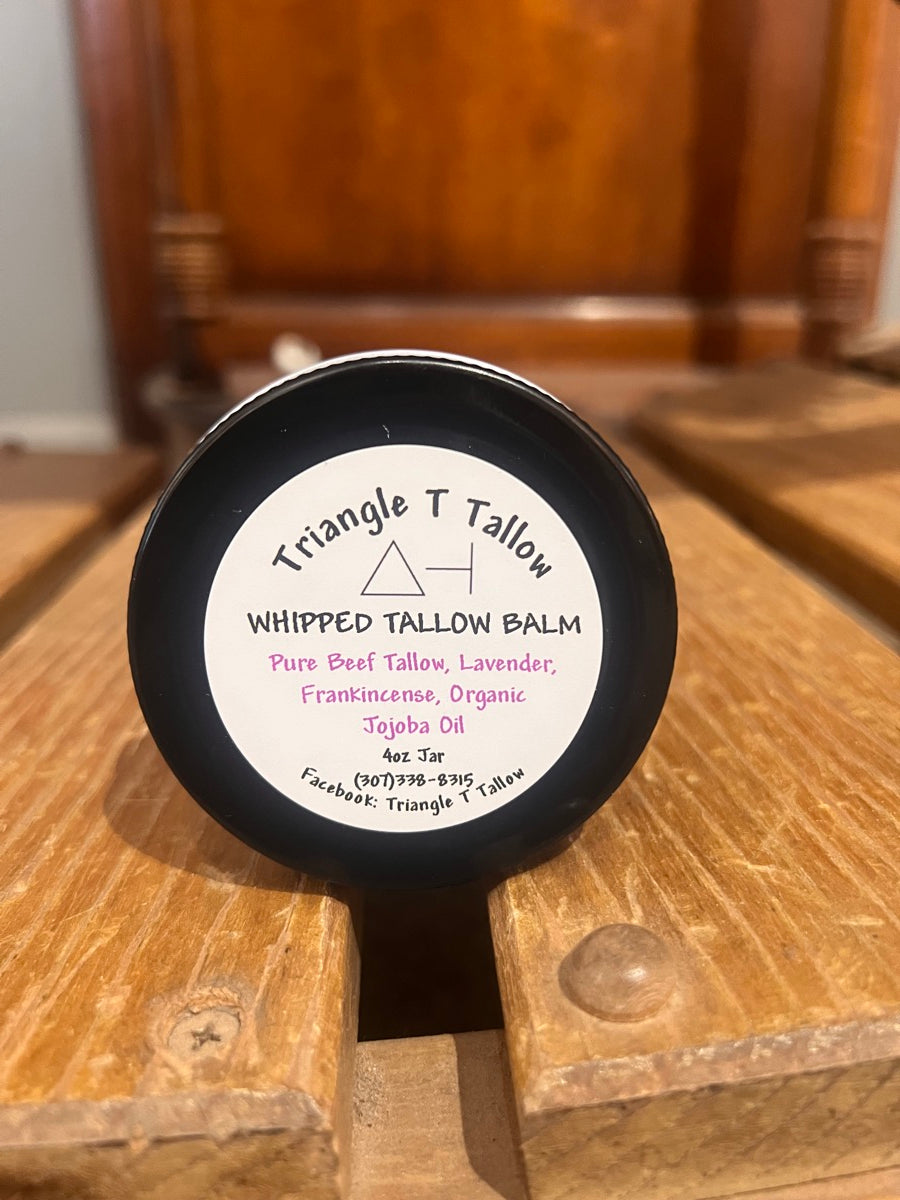 Triangle T Tallow
WHIPPED TALLOW BALM
Pure Beef Tallow, Lavender,
Frankincense, Organic
Jojoba Oil
4oz Jar
(307)338-8315
Facebook: Triangle T Tallow